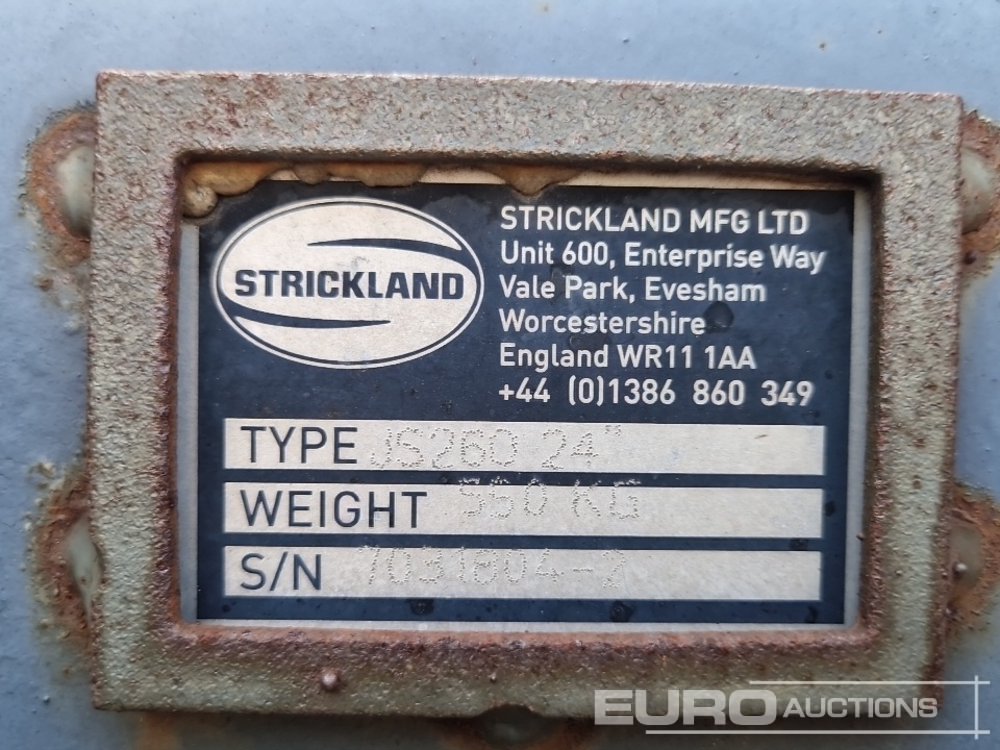 STRICKLAND
STRICKLAND MFG LTD
Unit 600, Enterprise Way
Vale Park, Evesham
Worcestershire
England WR11 1AA
+44 (0)1386 860 349
TYPE JS260 24"
WEIGHT 550 KG
S/N 7031804-2
EURO AUCTIONS